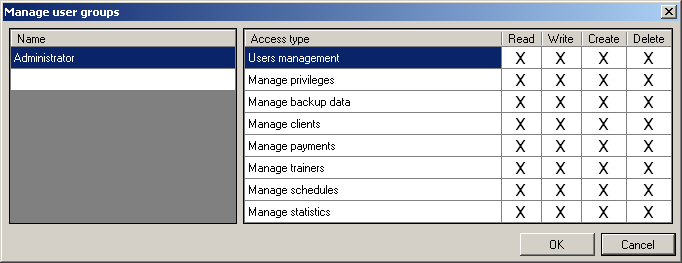 Manage user groups
Name
Administrator
Access type Read Write Create Delete
Users management X X X X
Manage privileges X X X X
Manage backup data X X X X
Manage clients X X X X
Manage payments X X X X
Manage trainers X X X X
Manage schedules X X X X
Manage statistics X X X X
OK Cancel